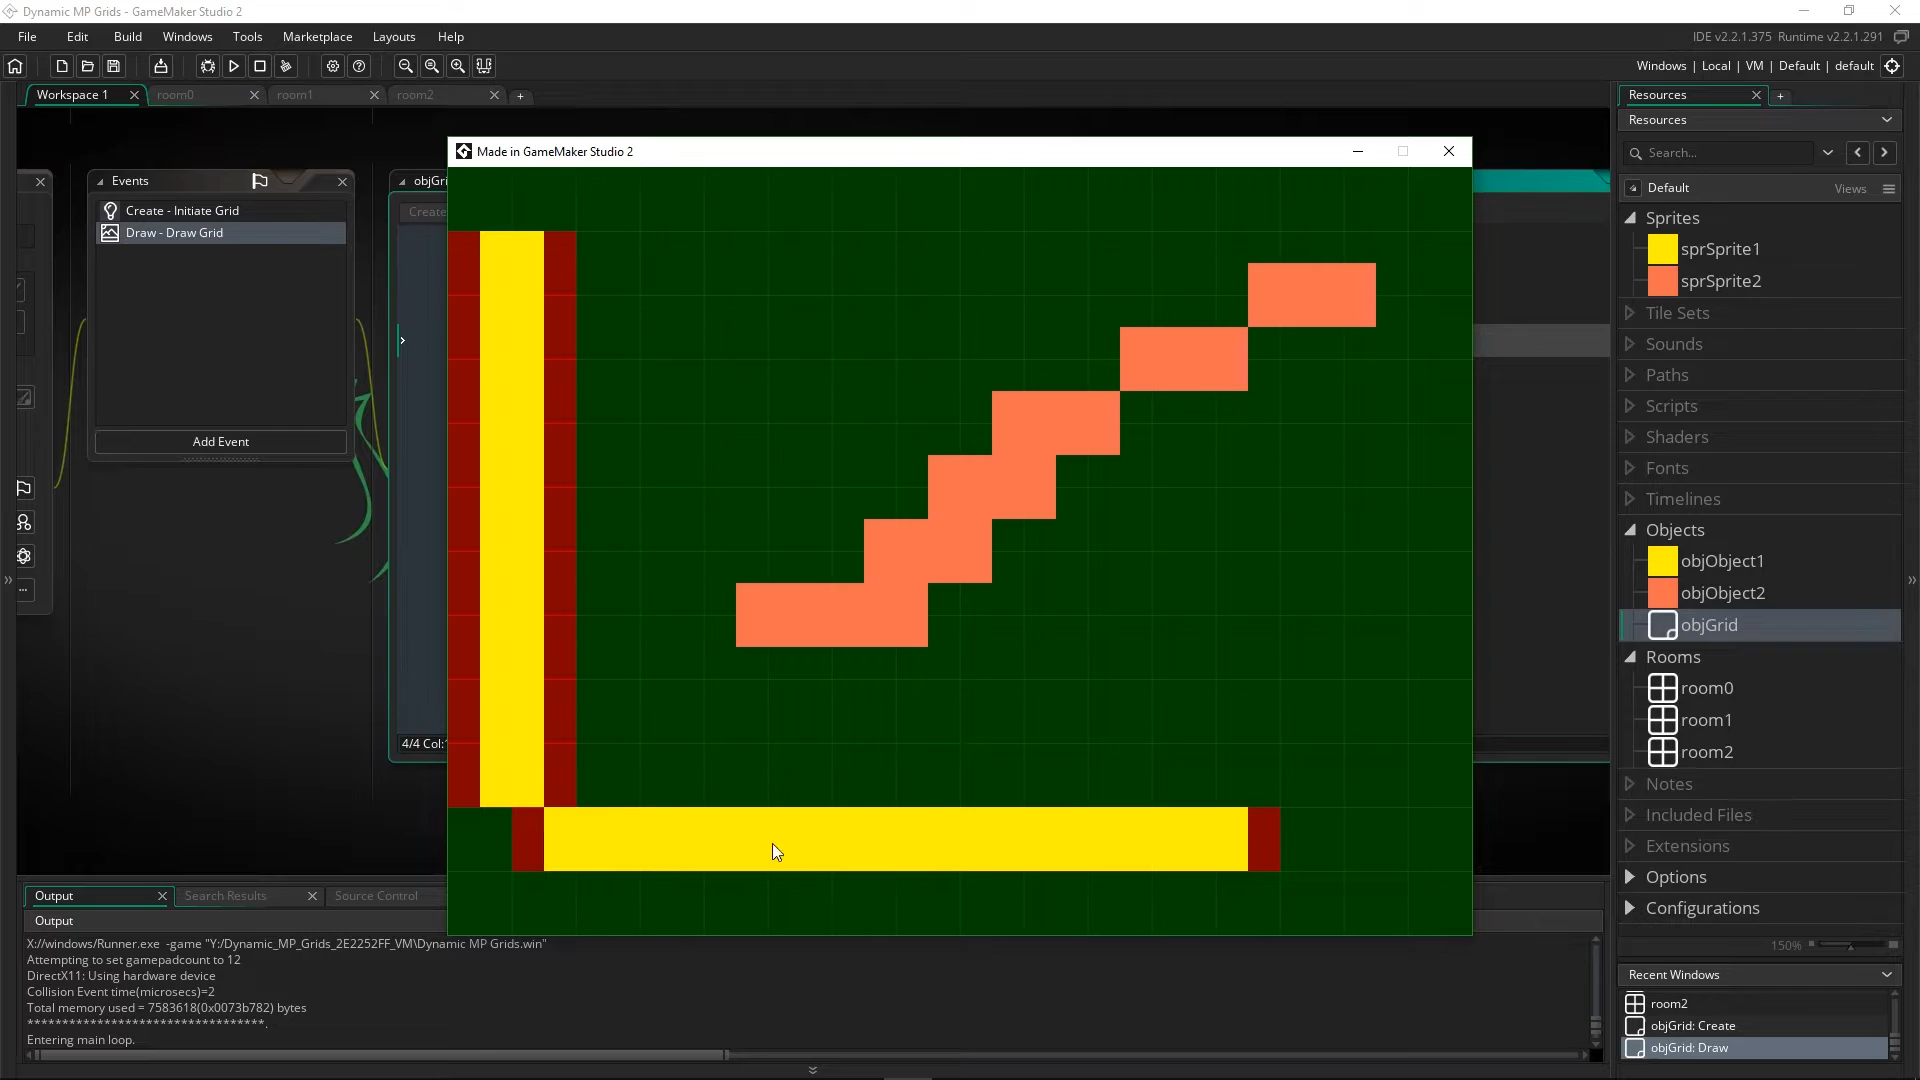 Dynamic MP Grids - GameMaker Studio 2
File Edit Build Windows Tools Marketplace Layouts Help
IDE v2.2.1.375 Runtime v2.2.1.291
Windows | Local | VM | Default | default
Workspace 1
room0
room1
room2
Resources
Resources
Search...
Made in GameMaker Studio 2
Events
objGri
Create
Create - Initiate Grid
Draw - Draw Grid
Add Event
4/4 Col:
Default
Views
Sprites
sprSprite1
sprSprite2
Tile Sets
Sounds
Paths
Scripts
Shaders
Fonts
Timelines
Objects
objObject1
objObject2
objGrid
Rooms
room0
room1
room2
Notes
Included Files
Extensions
Options
Configurations
150%
Recent Windows
room2
objGrid: Create
objGrid: Draw
Output
Search Results
Source Control
Output
X://windows/Runner.exe -game "Y:/Dynamic_MP_Grids_2E2252FF_VM\Dynamic MP Grids.win"
Attempting to set gamepadcount to 12
DirectX11: Using hardware device
Collision Event time(microsecs)=2
Total memory used = 7583618(0x0073b782) bytes
**********************************.
Entering main loop.